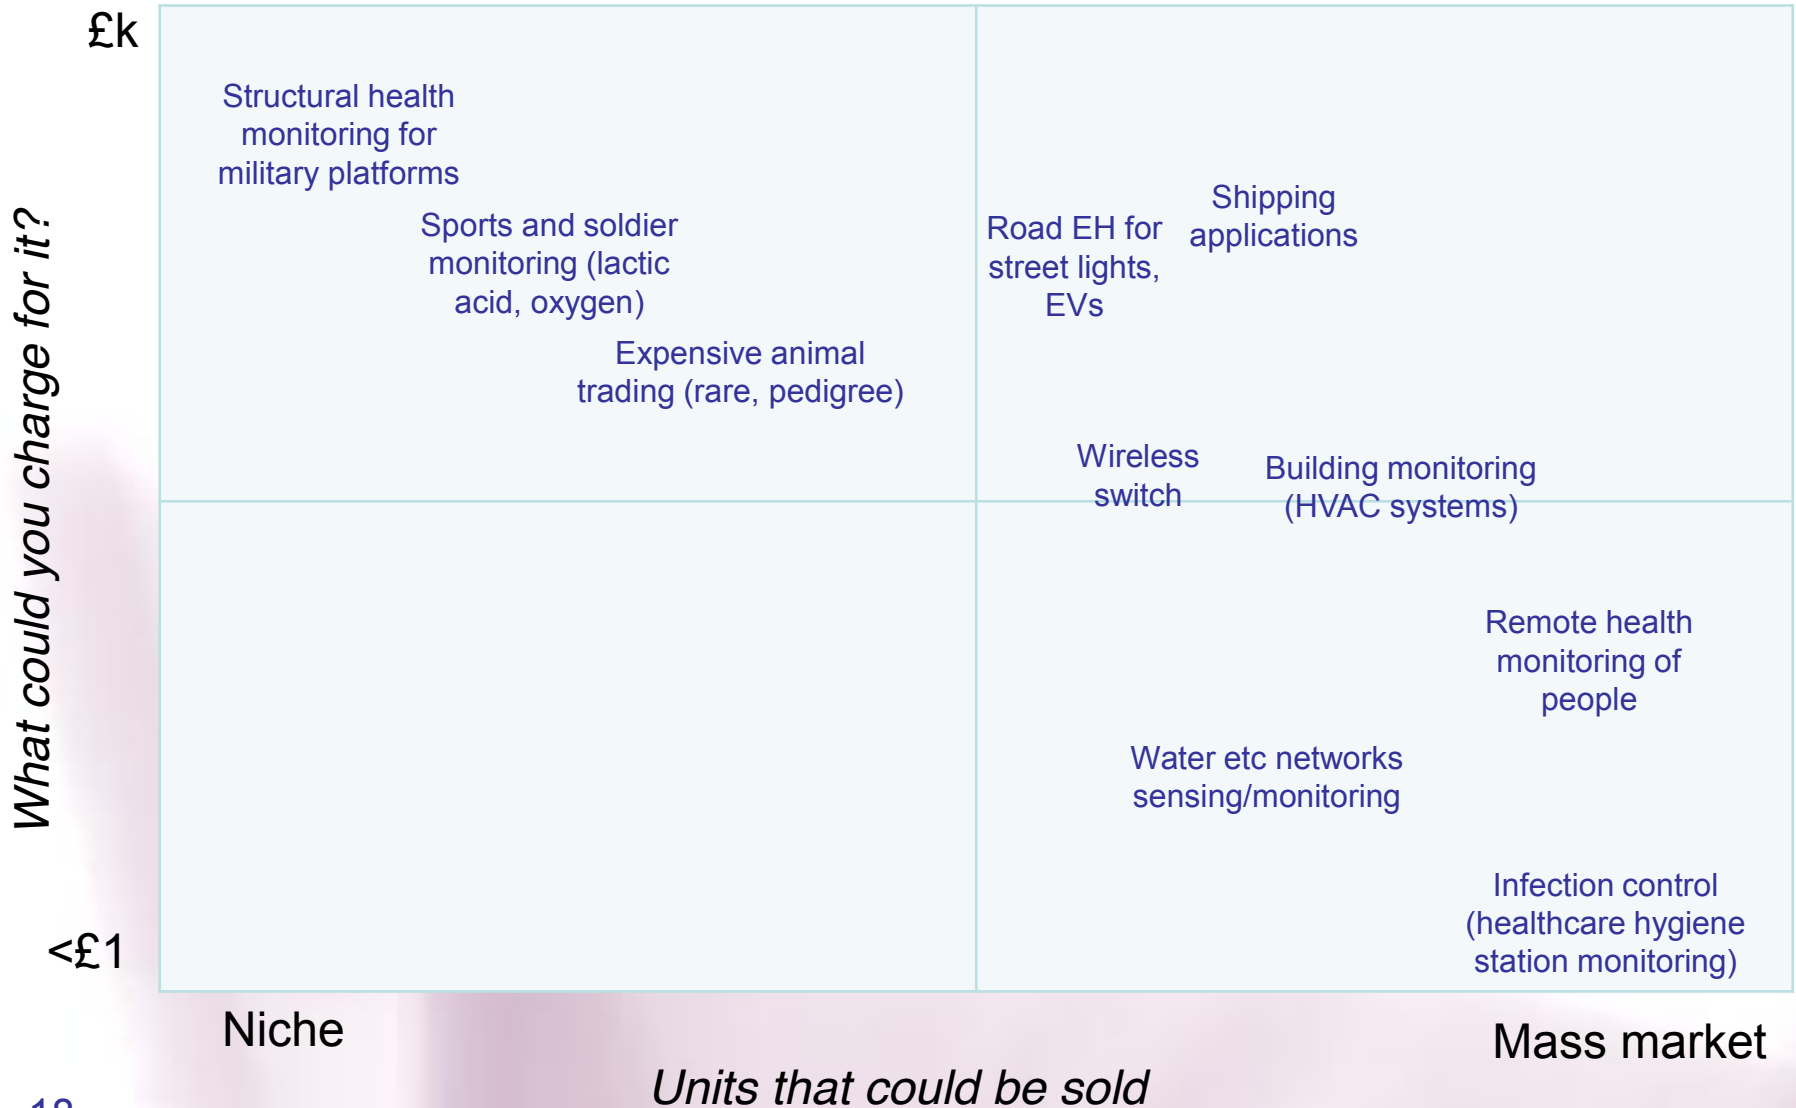 £k
Structural health
monitoring for
military platforms
Sports and soldier
monitoring (lactic
acid, oxygen)
Expensive animal
trading (rare, pedigree)
Road EH for
street lights,
EVs
Shipping
applications
Wireless
switch
Building monitoring
(HVAC systems)
Remote health
monitoring of
people
Water etc networks
sensing/monitoring
Infection control
(healthcare hygiene
station monitoring)
What could you charge for it?
<£1
Niche
Mass market
Units that could be sold